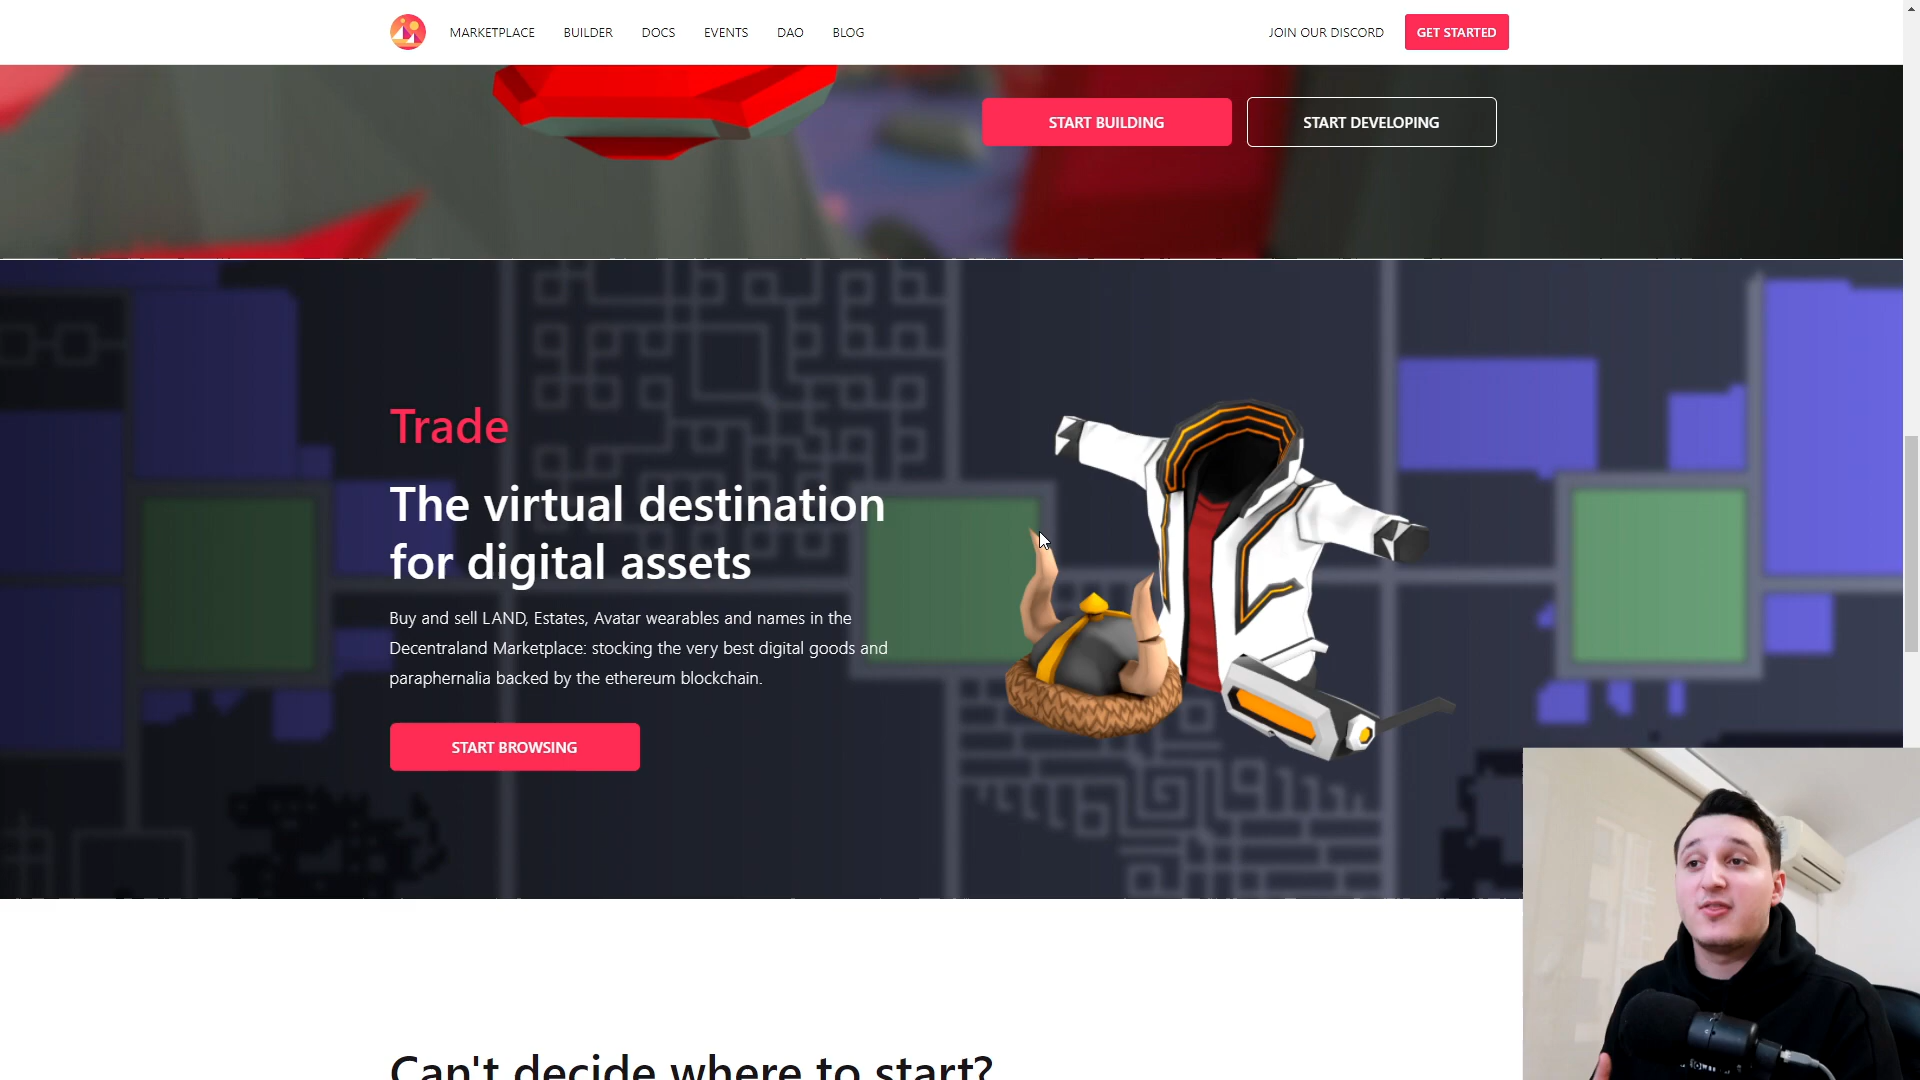 MARKETPLACE BUILDER DOCS EVENTS DAO BLOG JOIN OUR DISCORD GET STARTED
START BUILDING START DEVELOPING
Trade
The virtual destination
for digital assets
Buy and sell LAND, Estates, Avatar wearables and names in the
Decentraland Marketplace: stocking the very best digital goods and
paraphernalia backed by the ethereum blockchain.
START BROWSING
Can't decide where to start?